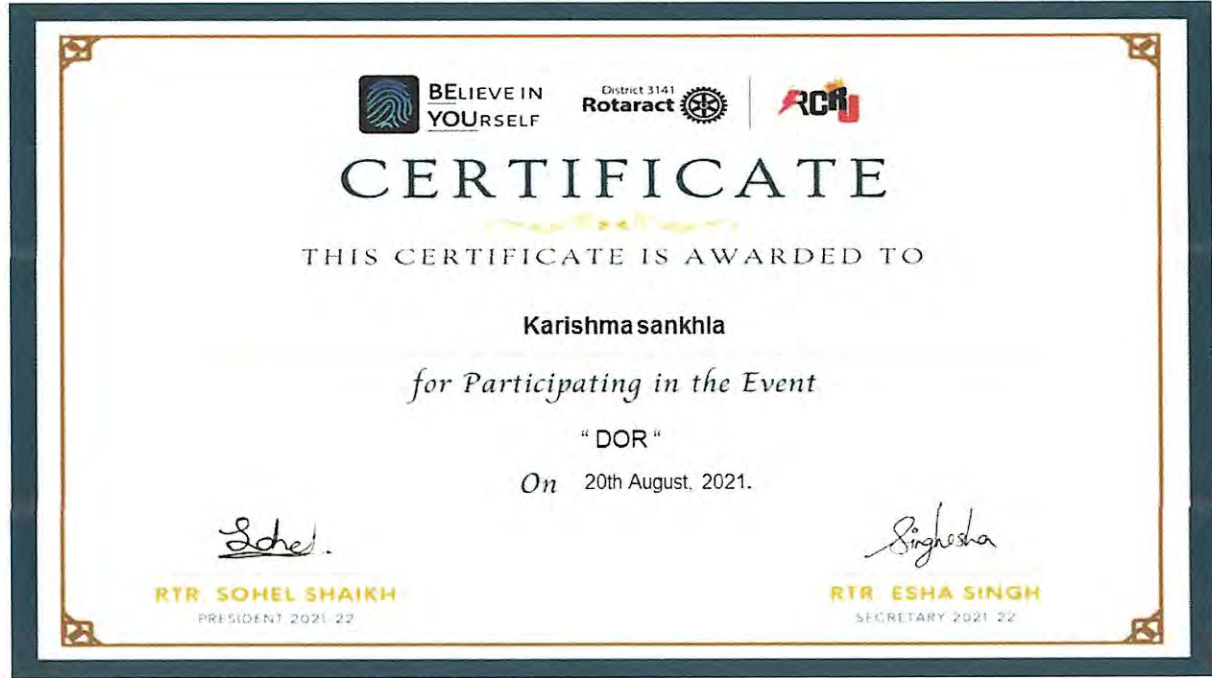 BELIEVE IN
YOURSELF
District 3141
Rotaract
RCRJ
CERTIFICATE
THIS CERTIFICATE IS AWARDED TO
Karishma sankhla
for Participating in the Event
“ DOR “
On 20th August, 2021.
Sohel.
Singhesha
RTR. SOHEL SHAIKH
RTR. ESHA SINGH
PRESIDENT 2021-22
SECRETARY 2021-22